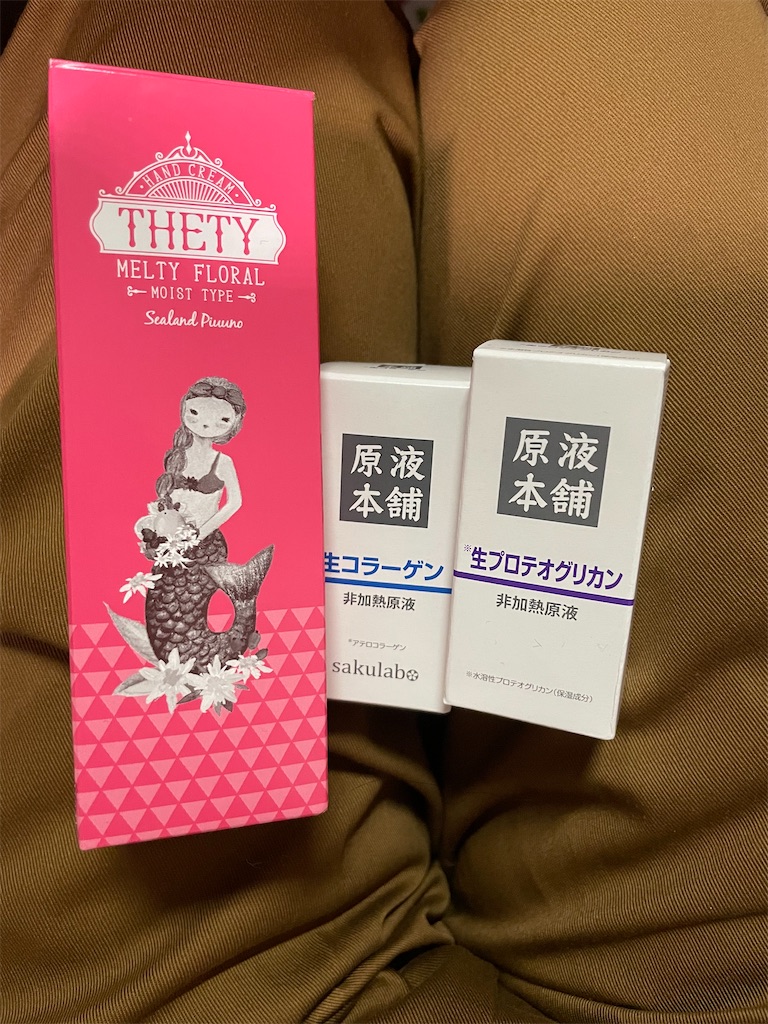 HAND CREAM
THETY
MELTY FLORAL
MOIST TYPE
Sealand Piuuno
原液
本舗
生コラーゲン
非加熱原液
*アテロコラーゲン
sakulabo
原液
本舗
※生プロテオグリカン
非加熱原液
※水溶性プロテオグリカン(保湿成分)